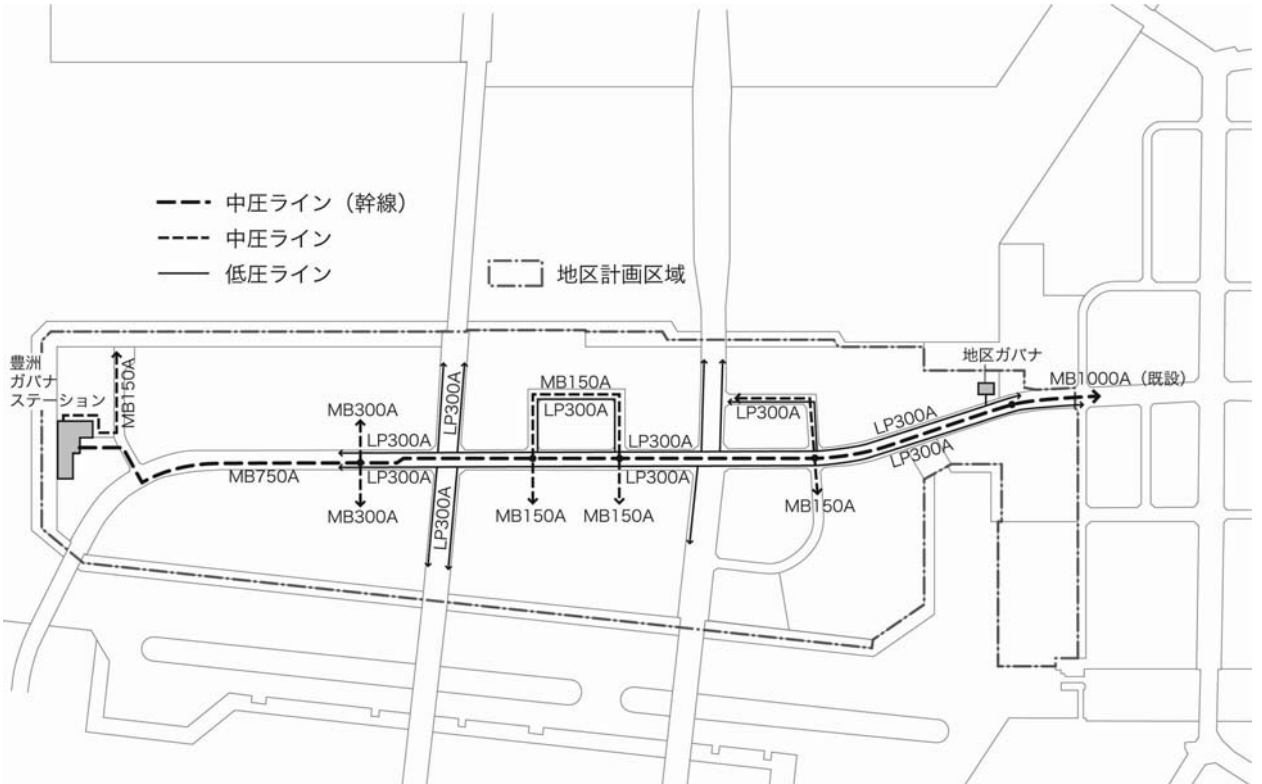 中圧ライン（幹線）
中圧ライン
低圧ライン
地区計画区域
豊洲
ガバナ
ステーション
MB150A
MB750A
MB300A
LP300A
LP300A
MB300A
LP300A
LP300A
LP300A
MB150A
LP300A
LP300A
LP300A
MB150A
MB150A
LP300A
MB150A
LP300A
LP300A
地区ガバナ
MB1000A（既設）